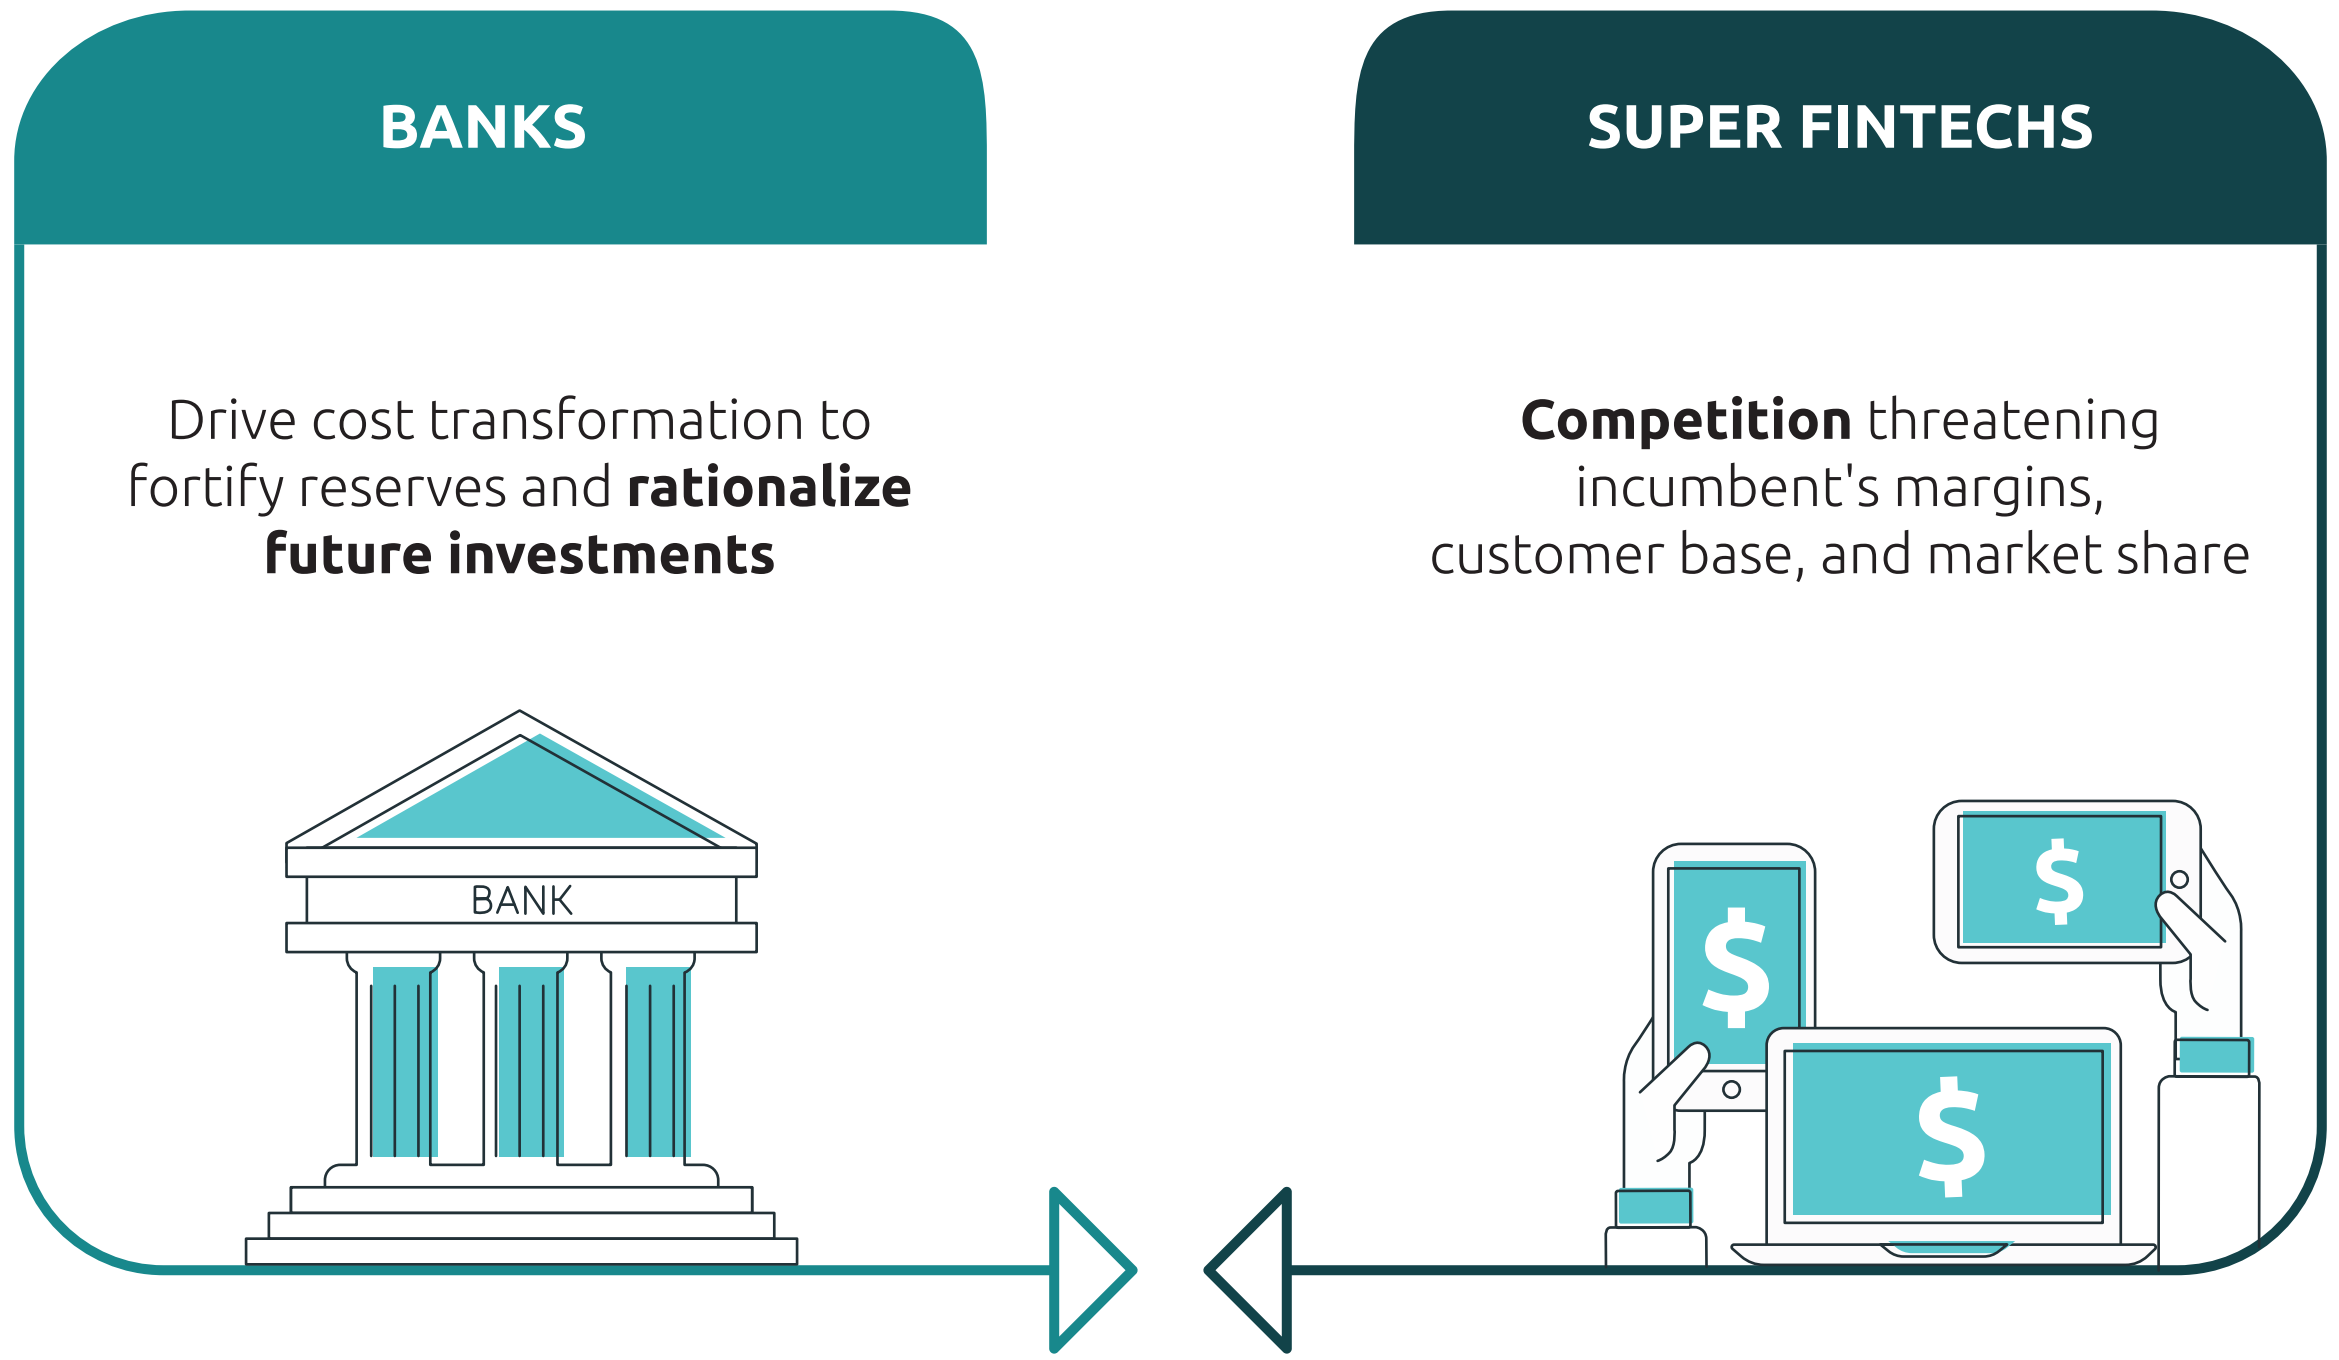 BANKS
Drive cost transformation to
fortify reserves and rationalize
future investments
BANK
SUPER FINTECHS
Competition threatening
incumbent's margins,
customer base, and market share
$
$
$